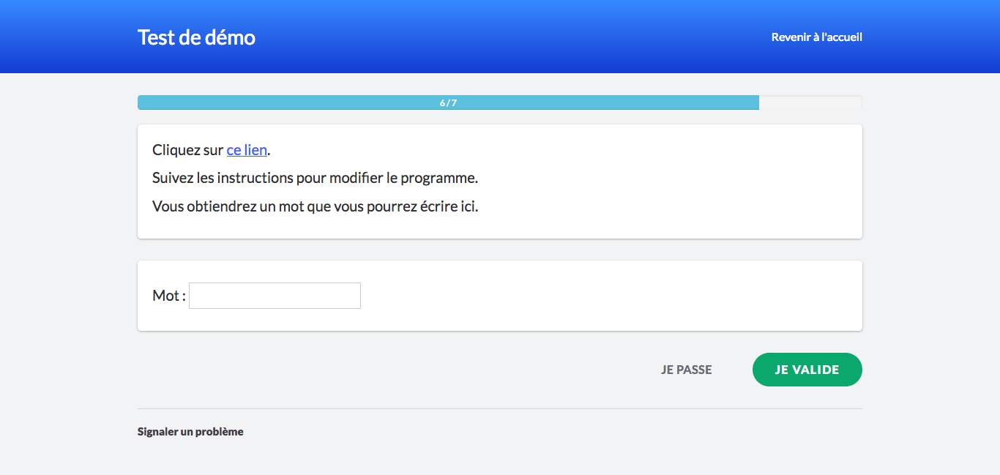 Test de démo
Revenir à l'accueil
6 / 7
Cliquez sur ce lien.
Suivez les instructions pour modifier le programme.
Vous obtiendrez un mot que vous pourrez écrire ici.
Mot :
JE PASSE
JE VALIDE
Signaler un problème